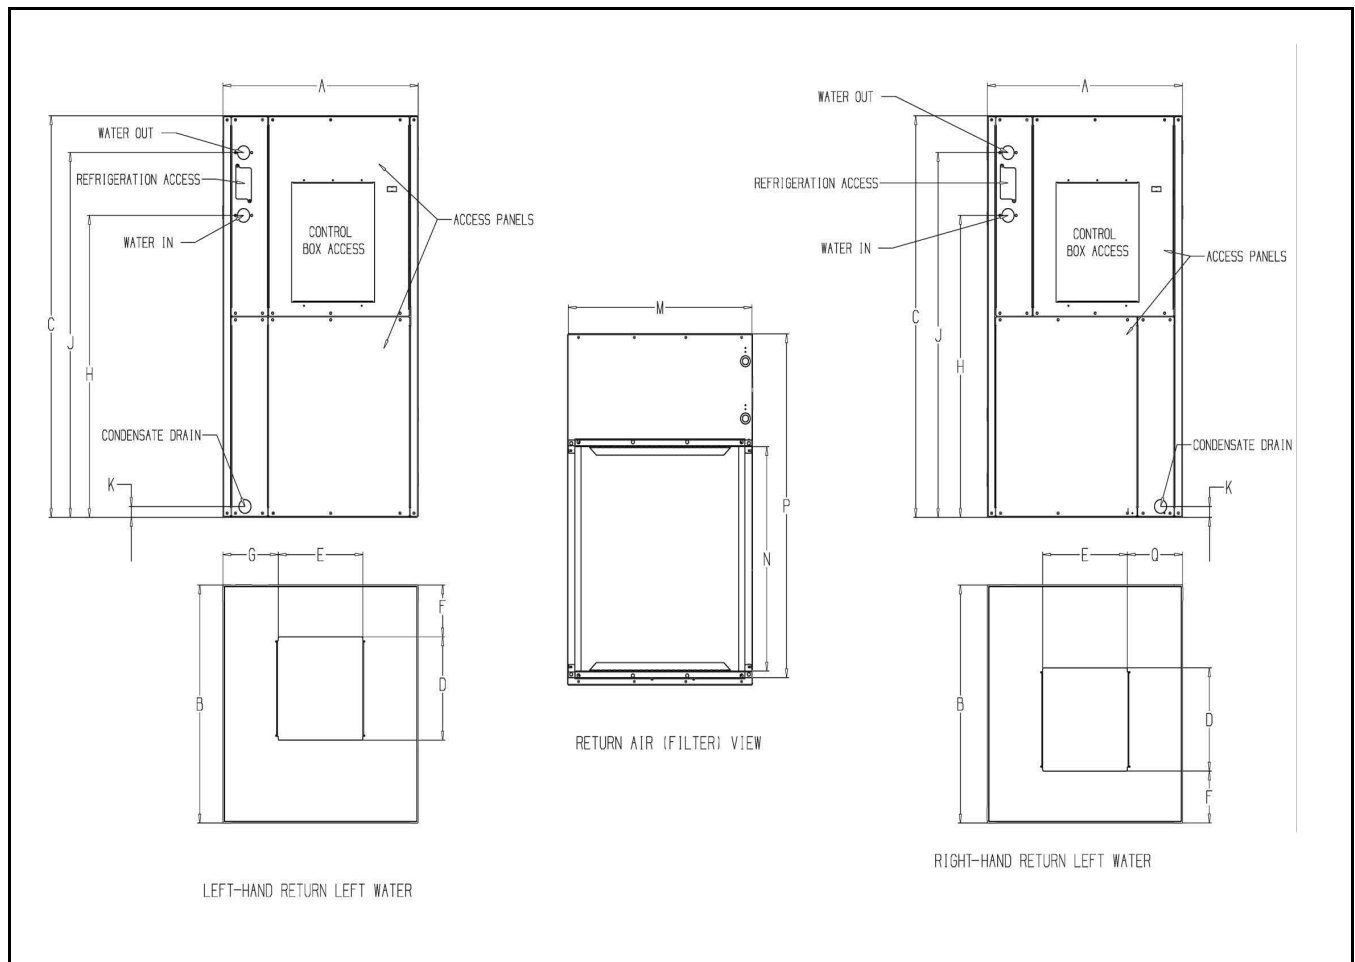 A
WATER OUT
REFRIGERATION ACCESS
WATER IN
CONTROL
BOX ACCESS
ACCESS PANELS
C
J
H
CONDENSATE DRAIN
K
G
E
F
D
B
LEFT-HAND RETURN LEFT WATER
M
P
N
RETURN AIR (FILTER) VIEW
A
WATER OUT
REFRIGERATION ACCESS
WATER IN
CONTROL
BOX ACCESS
ACCESS PANELS
C
J
H
CONDENSATE DRAIN
K
E
Q
B
D
F
RIGHT-HAND RETURN LEFT WATER